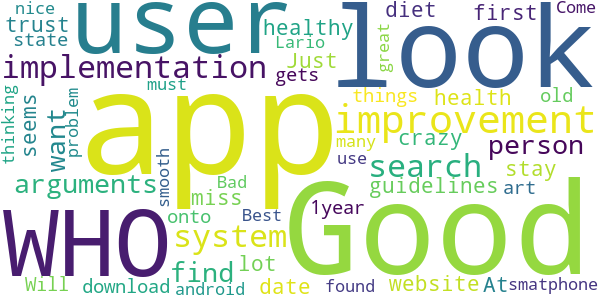 nice user look diet first Come
trust healthy Lario Just great
state
implementation gets
thinking seems want problem must app things health old
improvement
many crazy person
smooth use search stay
arguments miss guidelines art
WHO Bad Good
onto Best 1year
system lot
Will find date website At smatphone
download android found